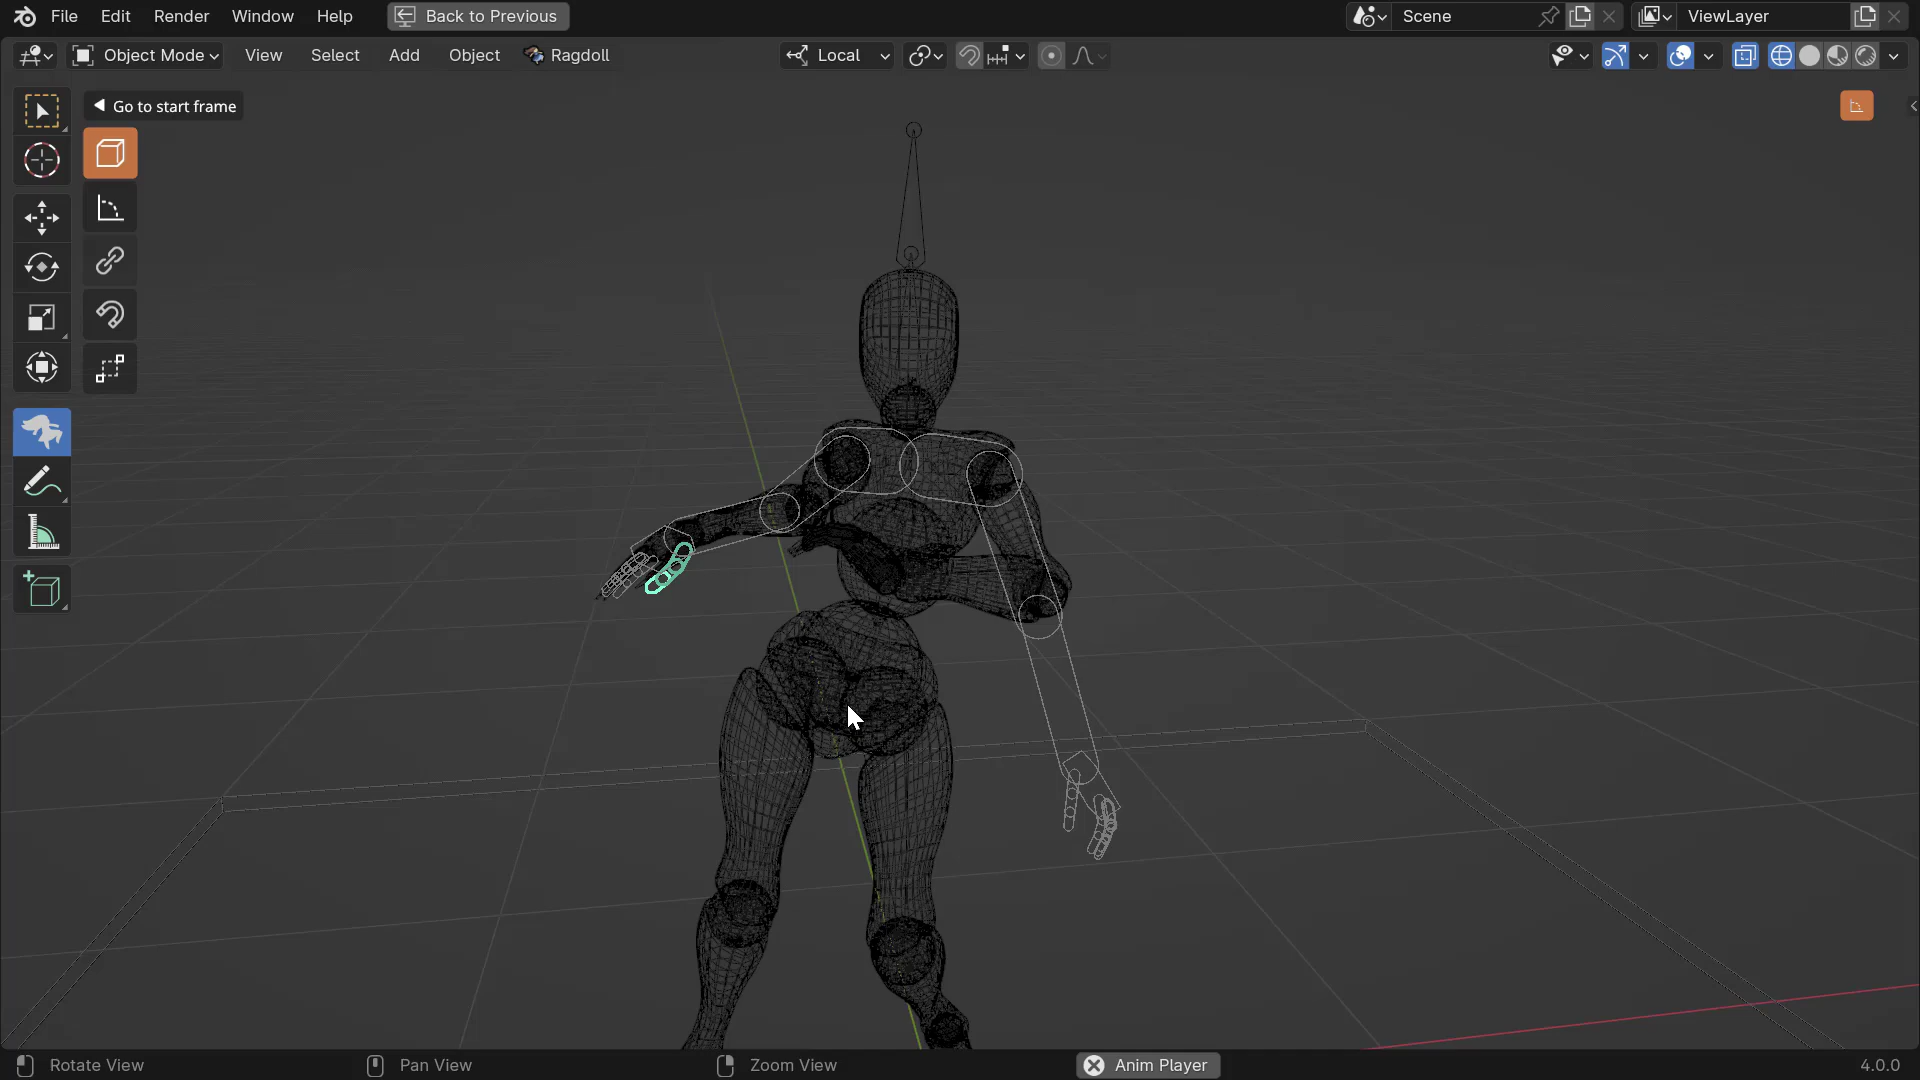 File Edit Render Window Help Back to Previous Scene ViewLayer
Object Mode View Select Add Object Ragdoll Local
Go to start frame
Rotate View Pan View Zoom View Anim Player 4.0.0